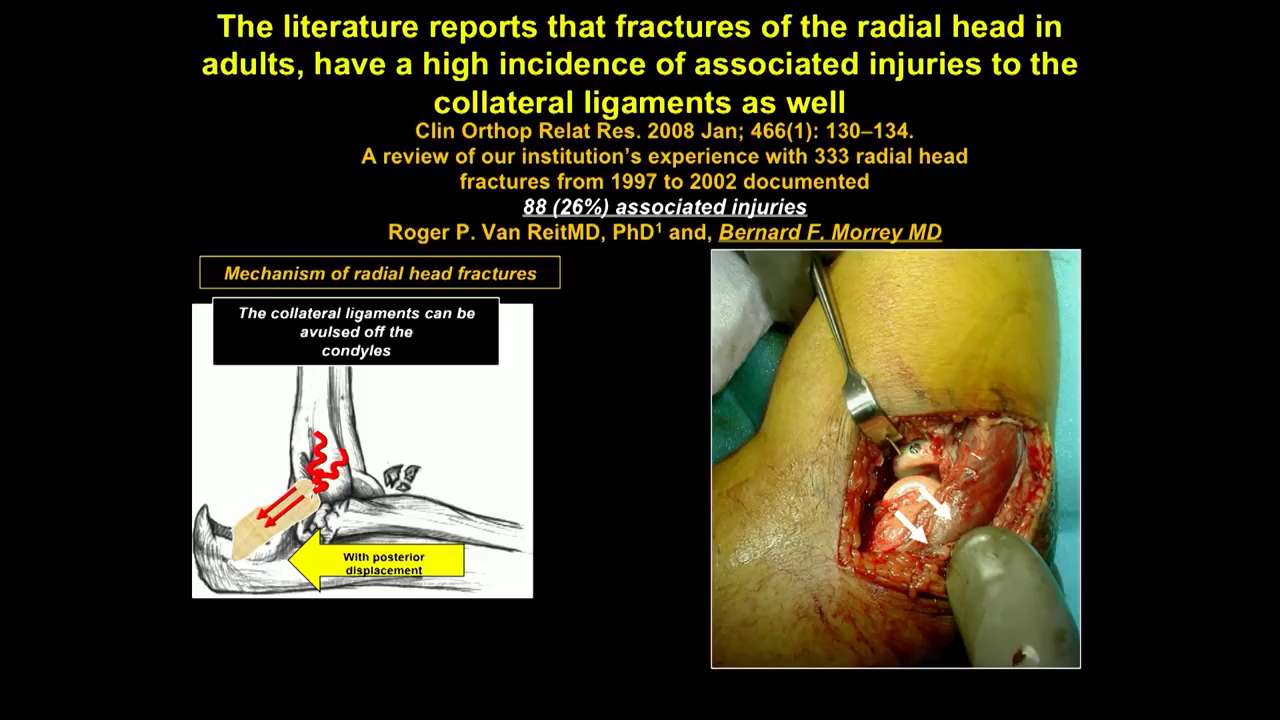 The literature reports that fractures of the radial head in
adults, have a high incidence of associated injuries to the
collateral ligaments as well
Clin Orthop Relat Res. 2008 Jan; 466(1): 130–134.
A review of our institution’s experience with 333 radial head
fractures from 1997 to 2002 documented
88 (26%) associated injuries
Roger P. Van ReitMD, PhD¹ and, Bernard F. Morrey MD
Mechanism of radial head fractures
The collateral ligaments can be
avulsed off the
condyles
With posterior
displacement